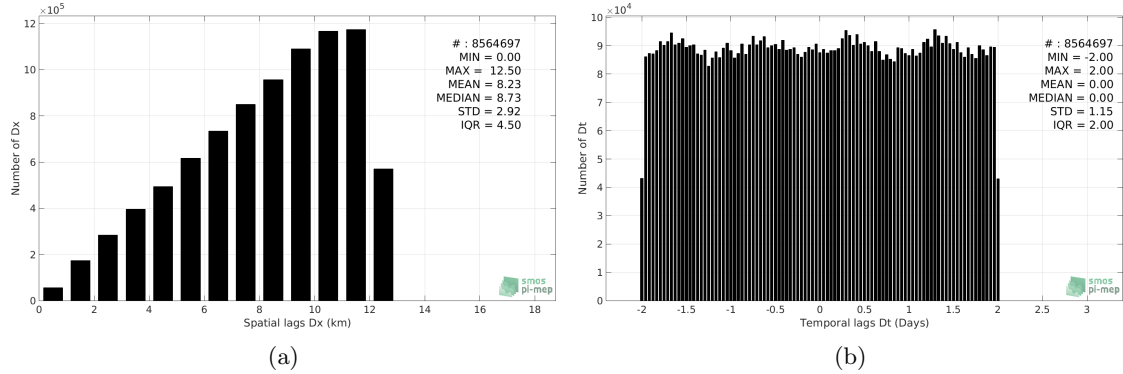 ×10⁵
12
10
8
6
4
2
0
Number of Dx
# : 8564697
MIN = 0.00
MAX = 12.50
MEAN = 8.23
MEDIAN = 8.73
STD = 2.92
IQR = 4.50
smos
pi-mep
0 2 4 6 8 10 12 14 16 18
Spatial lags Dx (km)
(a)
×10⁴
10
9
8
7
6
5
4
3
2
1
0
Number of Dt
# : 8564697
MIN = -2.00
MAX = 2.00
MEAN = 0.00
MEDIAN = 0.00
STD = 1.15
IQR = 2.00
smos
pi-mep
-2 -1.5 -1 -0.5 0 0.5 1 1.5 2 2.5 3
Temporal lags Dt (Days)
(b)